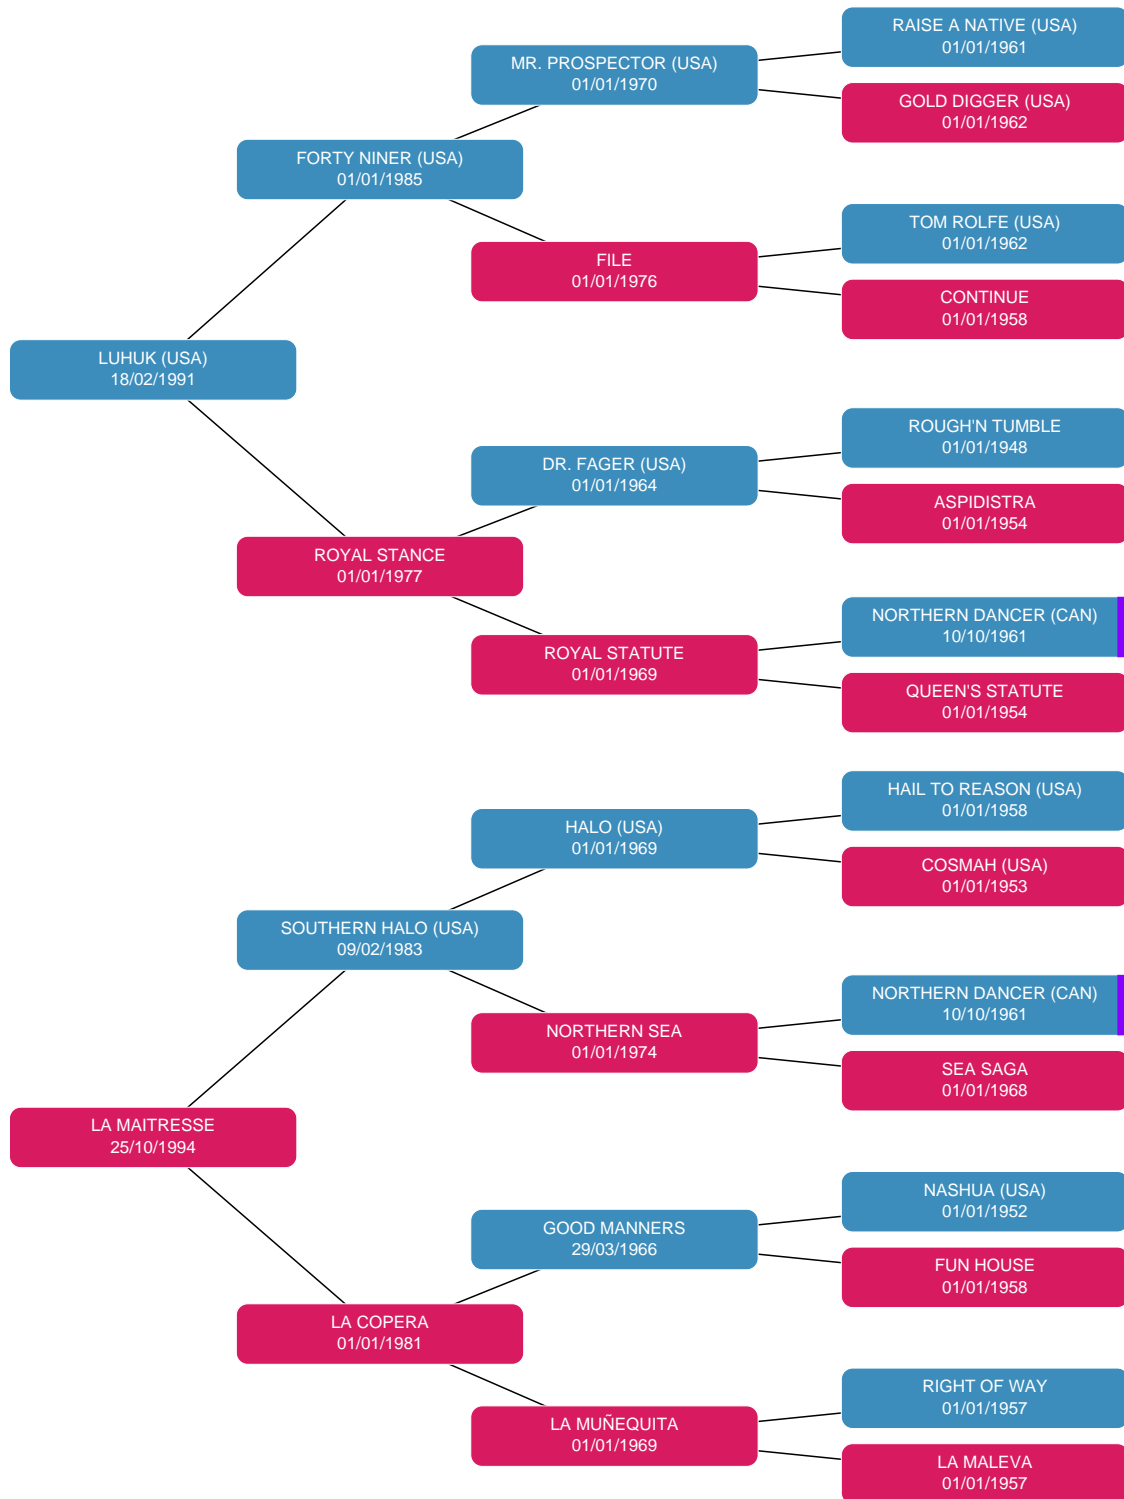 RAISE A NATIVE (USA)
01/01/1961
MR. PROSPECTOR (USA)
01/01/1970
GOLD DIGGER (USA)
01/01/1962
FORTY NINER (USA)
01/01/1985
TOM ROLFE (USA)
01/01/1962
FILE
01/01/1976
CONTINUE
01/01/1958
LUHUK (USA)
18/02/1991
ROUGH'N TUMBLE
01/01/1948
DR. FAGER (USA)
01/01/1964
ASPIDISTRA
01/01/1954
ROYAL STANCE
01/01/1977
NORTHERN DANCER (CAN)
10/10/1961
ROYAL STATUTE
01/01/1969
QUEEN'S STATUTE
01/01/1954
HAIL TO REASON (USA)
01/01/1958
HALO (USA)
01/01/1969
COSMAH (USA)
01/01/1953
SOUTHERN HALO (USA)
09/02/1983
NORTHERN DANCER (CAN)
10/10/1961
NORTHERN SEA
01/01/1974
SEA SAGA
01/01/1968
LA MAITRESSE
25/10/1994
NASHUA (USA)
01/01/1952
GOOD MANNERS
29/03/1966
FUN HOUSE
01/01/1958
LA COPERA
01/01/1981
RIGHT OF WAY
01/01/1957
LA MUÑEQUITA
01/01/1969
LA MALEVA
01/01/1957